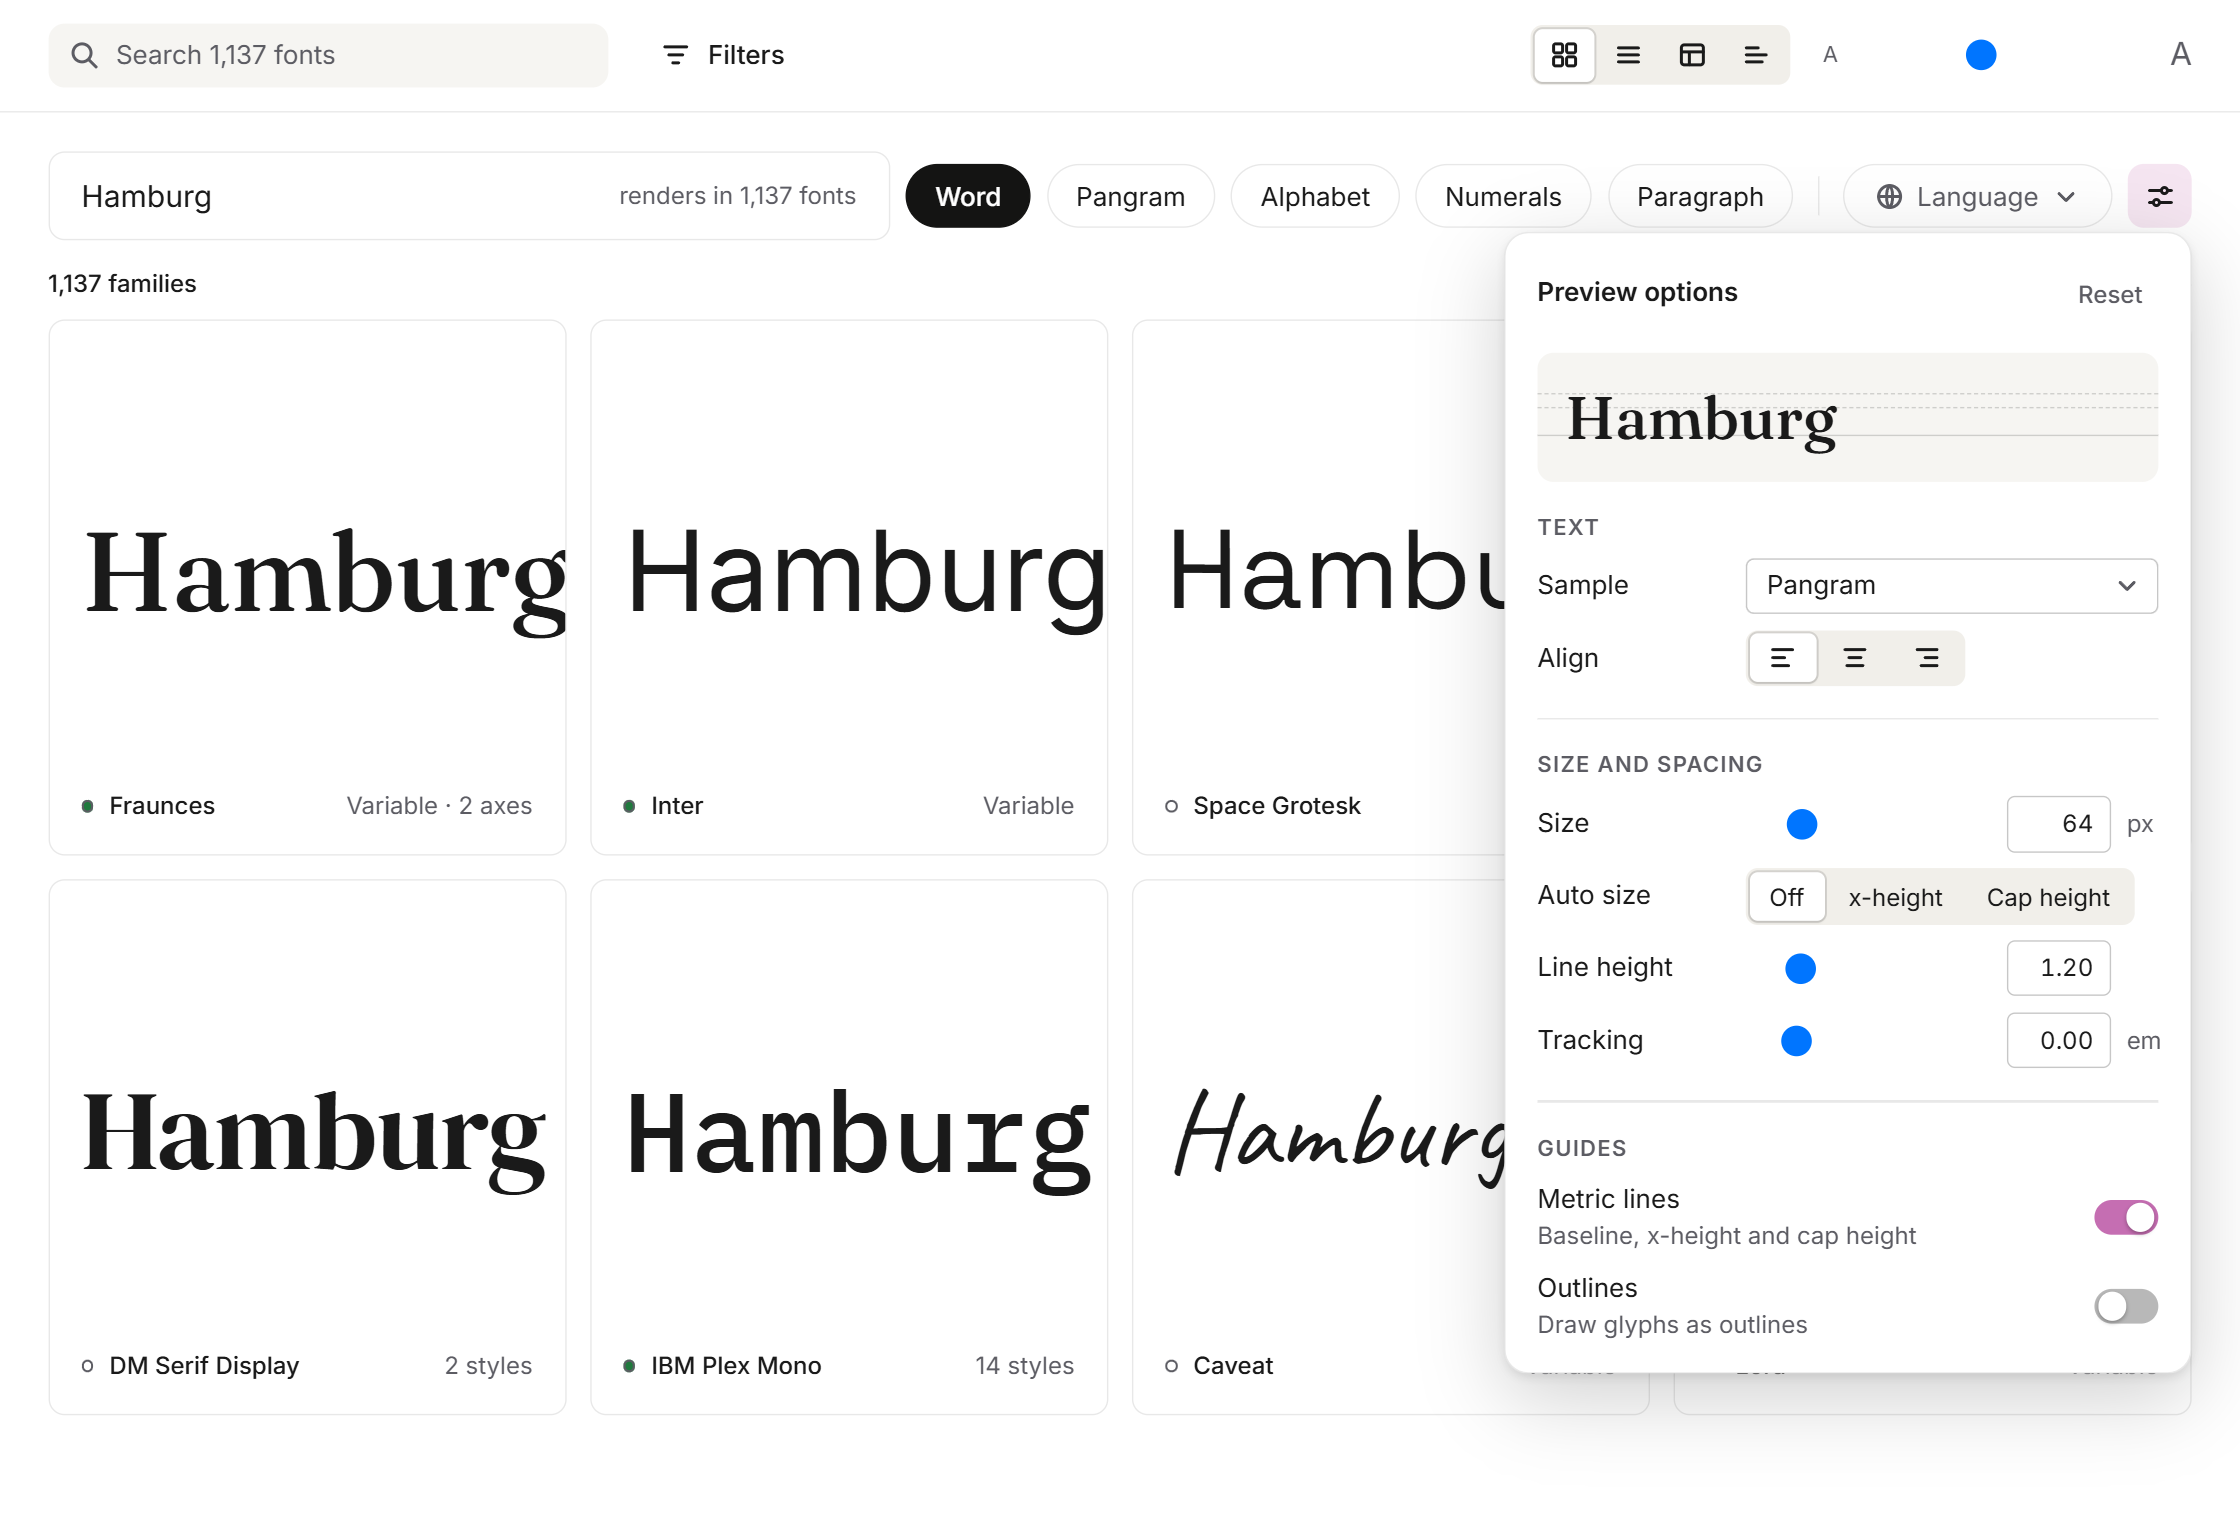 Search 1,137 fonts
Filters
A
A
Hamburg
renders in 1,137 fonts
Word
Pangram
Alphabet
Numerals
Paragraph
Language
1,137 families
Preview options
Reset
Hamburg
TEXT
Sample
Pangram
Align
SIZE AND SPACING
Size
64
px
Auto size
Off
x-height
Cap height
Line height
1.20
Tracking
0.00
em
GUIDES
Metric lines
Baseline, x-height and cap height
Outlines
Draw glyphs as outlines
Hamburg
Fraunces
Variable · 2 axes
Hamburg
Inter
Variable
Hambu
Space Grotesk
Hamburg
DM Serif Display
2 styles
Hamburg
IBM Plex Mono
14 styles
Hamburg
Caveat